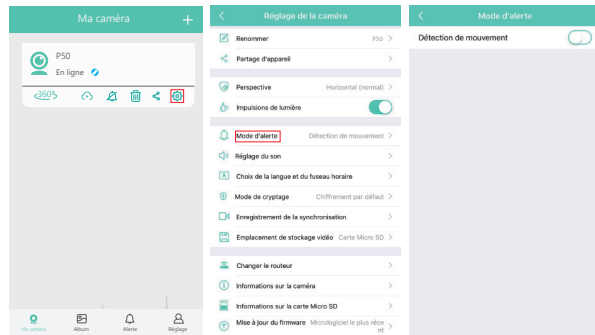 Ma caméra
+
P50
En ligne
360°
Ma caméra
Album
Alerte
Réglage
Réglage de la caméra
Renommer P50
Partage d'appareil
Perspective Horizontal (normal)
Impulsions de lumière
Mode d'alerte Détection de mouvement
Réglage du son
Choix de la langue et du fuseau horaire
Mode de cryptage Chiffrement par défaut
Enregistrement de la synchronisation
Emplacement de stockage vidéo Carte Micro SD
Changer le routeur
Informations sur la caméra
Informations sur la carte Micro SD
Mise à jour du firmware Micrologiciel le plus réce
nt
Mode d'alerte
Détection de mouvement